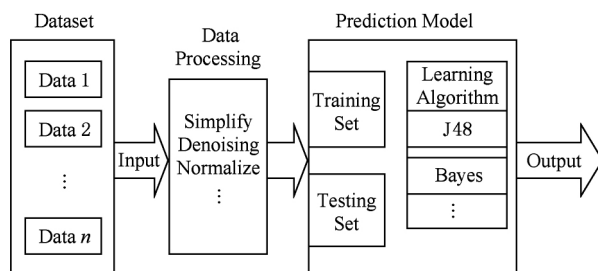 Dataset
Data 1
Data 2
⋮
Data n
Input
Data
Processing
Simplify
Denoising
Normalize
⋮
Prediction Model
Training
Set
Testing
Set
Learning
Algorithm
J48
Bayes
⋮
Output